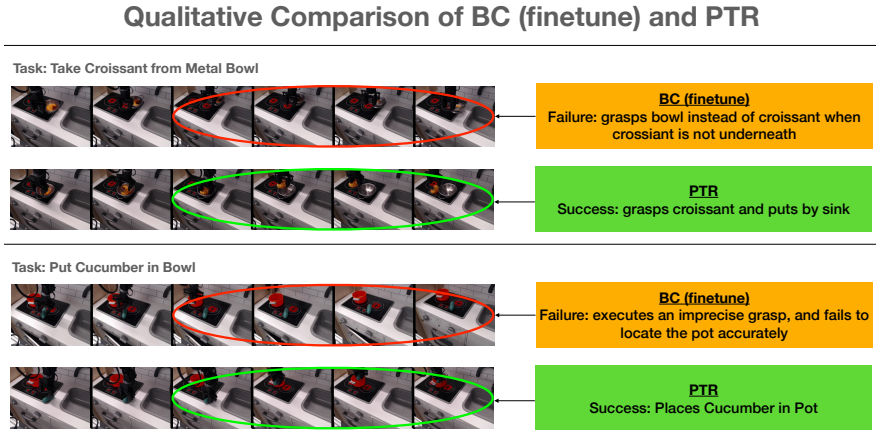 Qualitative Comparison of BC (finetune) and PTR
Task: Take Croissant from Metal Bowl
BC (finetune)
Failure: grasps bowl instead of croissant when
crossiant is not underneath
PTR
Success: grasps croissant and puts by sink
Task: Put Cucumber in Bowl
BC (finetune)
Failure: executes an imprecise grasp, and fails to
locate the pot accurately
PTR
Success: Places Cucumber in Pot